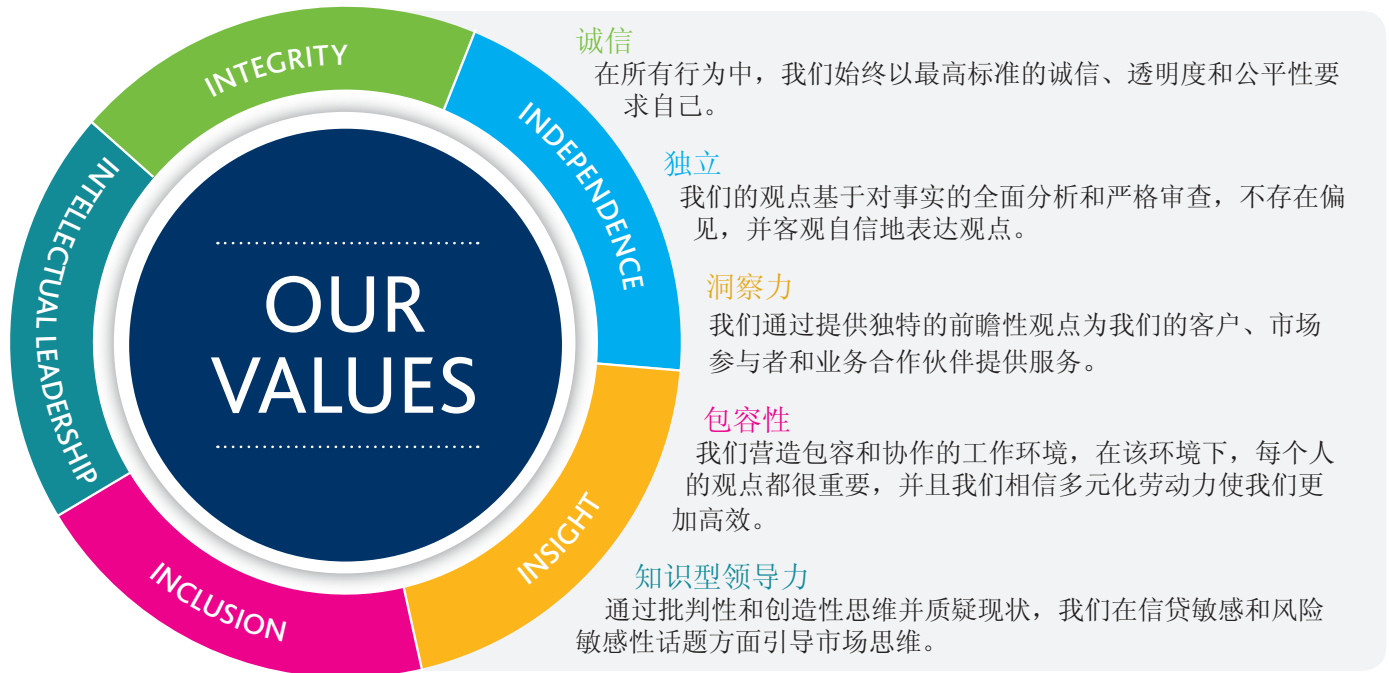 INTEGRITY
INDEPENDENCE
INSIGHT
INCLUSION
INTELLECTUAL LEADERSHIP
OUR
VALUES
诚信
在所有行为中，我们始终以最高标准的诚信、透明度和公平性要
求自己。
独立
我们的观点基于对事实的全面分析和严格审查，不存在偏
见，并客观自信地表达观点。
洞察力
我们通过提供独特的前瞻性观点为我们的客户、市场
参与者和业务合作伙伴提供服务。
包容性
我们营造包容和协作的工作环境，在该环境下，每个人
的观点都很重要，并且我们相信多元化劳动力使我们更
加高效。
知识型领导力
通过批判性和创造性思维并质疑现状，我们在信贷敏感和风险
敏感性话题方面引导市场思维。